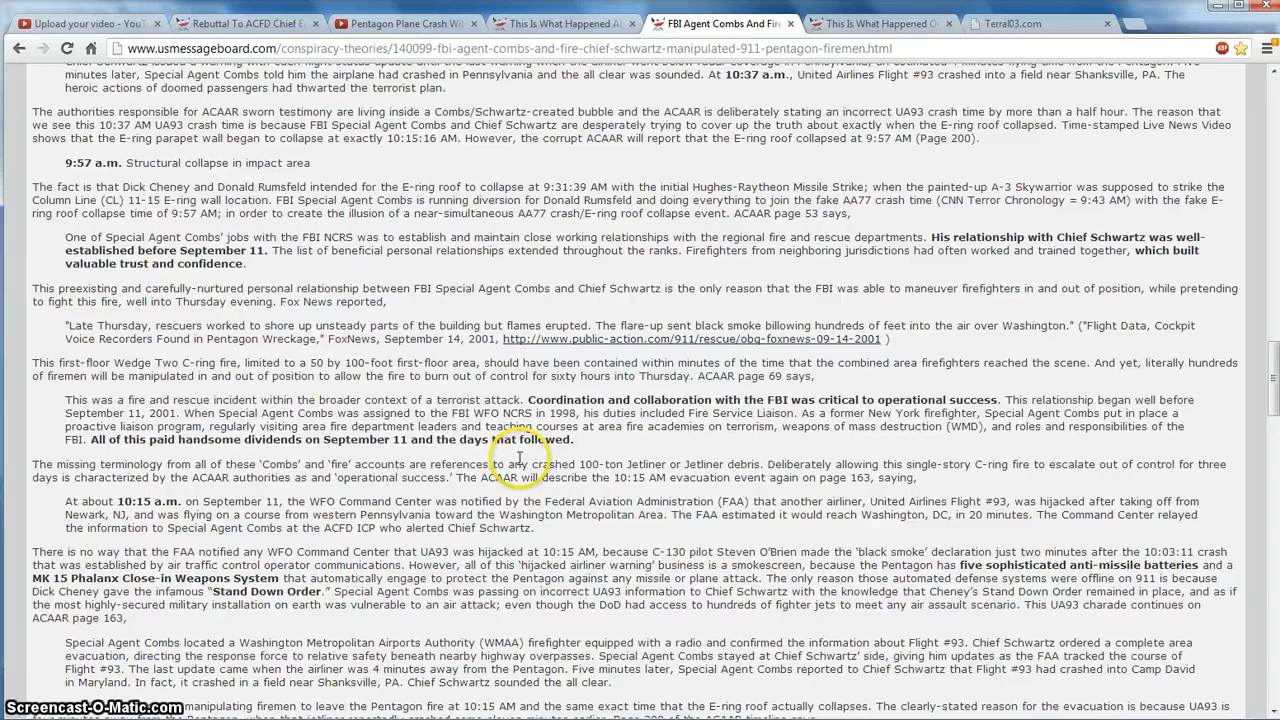 Upload your video - YouT
Rebuttal To ACFD Chief E
Pentagon Plane Crash Wit
This Is What Happened A
FBI Agent Combs And Fire
This Is What Happened O
Terral03.com
www.usmessageboard.com/conspiracy-theories/140099-fbi-agent-combs-and-fire-chief-schwartz-manipulated-911-pentagon-firemen.html
minutes later, Special Agent Combs told him the airplane had crashed in Pennsylvania and the all clear was sounded. At 10:37 a.m., United Airlines Flight #93 crashed into a field near Shanksville, PA. The
heroic actions of doomed passengers had thwarted the terrorist plan.
The authorities responsible for ACAAR sworn testimony are living inside a Combs/Schwartz-created bubble and the ACAAR is deliberately stating an incorrect UA93 crash time by more than a half hour. The reason that
we see this 10:37 AM UA93 crash time is because FBI Special Agent Combs and Chief Schwartz are desperately trying to cover up the truth about exactly when the E-ring roof collapsed. Time-stamped Live News Video
shows that the E-ring parapet wall began to collapse at exactly 10:15:16 AM. However, the corrupt ACAAR will report that the E-ring roof collapsed at 9:57 AM (Page 200).
9:57 a.m. Structural collapse in impact area
The fact is that Dick Cheney and Donald Rumsfeld intended for the E-ring roof to collapse at 9:31:39 AM with the initial Hughes-Raytheon Missile Strike; when the painted-up A-3 Skywarrior was supposed to strike the
Column Line (CL) 11-15 E-ring wall location. FBI Special Agent Combs is running diversion for Donald Rumsfeld and doing everything to join the fake AA77 crash time (CNN Terror Chronology = 9:43 AM) with the fake E-
ring roof collapse time of 9:57 AM; in order to create the illusion of a near-simultaneous AA77 crash/E-ring roof collapse event. ACAAR page 53 says,
One of Special Agent Combs' jobs with the FBI NCRS was to establish and maintain close working relationships with the regional fire and rescue departments. His relationship with Chief Schwartz was well-
established before September 11. The list of beneficial personal relationships extended throughout the ranks. Firefighters from neighboring jurisdictions had often worked and trained together, which built
valuable trust and confidence.
This preexisting and carefully-nurtured personal relationship between FBI Special Agent Combs and Chief Schwartz is the only reason that the FBI was able to maneuver firefighters in and out of position, while pretending
to fight this fire, well into Thursday evening. Fox News reported,
"Late Thursday, rescuers worked to shore up unsteady parts of the building but flames erupted. The flare-up sent black smoke billowing hundreds of feet into the air over Washington." ("Flight Data, Cockpit
Voice Recorders Found in Pentagon Wreckage," FoxNews, September 14, 2001, http://www.public-action.com/911/rescue/obq-foxnews-09-14-2001 )
This first-floor Wedge Two C-ring fire, limited to a 50 by 100-foot first-floor area, should have been contained within minutes of the time that the combined area firefighters reached the scene. And yet, literally hundreds
of firemen will be manipulated in and out of position to allow the fire to burn out of control for sixty hours into Thursday. ACAAR page 69 says,
This was a fire and rescue incident within the broader context of a terrorist attack. Coordination and collaboration with the FBI was critical to operational success. This relationship began well before
September 11, 2001. When Special Agent Combs was assigned to the FBI WFO NCRS in 1998, his duties included Fire Service Liaison. As a former New York firefighter, Special Agent Combs put in place a
proactive liaison program, regularly visiting area fire department leaders and teaching courses at area fire academies on terrorism, weapons of mass destruction (WMD), and roles and responsibilities of the
FBI. All of this paid handsome dividends on September 11 and the days that followed.
The missing terminology from all of these 'Combs' and 'fire' accounts are references to any crashed 100-ton Jetliner or Jetliner debris. Deliberately allowing this single-story C-ring fire to escalate out of control for three
days is characterized by the ACAAR authorities as and 'operational success.' The ACAAR will describe the 10:15 AM evacuation event again on page 163, saying,
At about 10:15 a.m. on September 11, the WFO Command Center was notified by the Federal Aviation Administration (FAA) that another airliner, United Airlines Flight #93, was hijacked after taking off from
Newark, NJ, and was flying on a course from western Pennsylvania toward the Washington Metropolitan Area. The FAA estimated it would reach Washington, DC, in 20 minutes. The Command Center relayed
the information to Special Agent Combs at the ACFD ICP who alerted Chief Schwartz.
There is no way that the FAA notified any WFO Command Center that UA93 was hijacked at 10:15 AM, because C-130 pilot Steven O'Brien made the 'black smoke' declaration just two minutes after the 10:03:11 crash
that was established by air traffic control operator communications. However, all of this 'hijacked airliner warning' business is a smokescreen, because the Pentagon has five sophisticated anti-missile batteries and a
MK 15 Phalanx Close-in Weapons System that automatically engage to protect the Pentagon against any missile or plane attack. The only reason those automated defense systems were offline on 911 is because
Dick Cheney gave the infamous "Stand Down Order." Special Agent Combs was passing on incorrect UA93 information to Chief Schwartz with the knowledge that Cheney's Stand Down Order remained in place, and as if
the most highly-secured military installation on earth was vulnerable to an air attack; even though the DoD had access to hundreds of fighter jets to meet any air assault scenario. This UA93 charade continues on
ACAAR page 163,
Special Agent Combs located a Washington Metropolitan Airports Authority (WMAA) firefighter equipped with a radio and confirmed the information about Flight #93. Chief Schwartz ordered a complete area
evacuation, directing the response force to relative safety beneath nearby highway overpasses. Special Agent Combs stayed at Chief Schwartz' side, giving him updates as the FAA tracked the course of
Flight #93. The last update came when the airliner was 4 minutes away from the Pentagon. Five minutes later, Special Agent Combs reported to Chief Schwartz that Flight #93 had crashed into Camp David
in Maryland. In fact, it crashed in a field near Shanksville, PA. Chief Schwartz sounded the all clear.
manipulating firemen to leave the Pentagon fire at 10:15 AM and the same exact time that the E-ring roof actually collapses. The clearly-stated reason for the evacuation was because UA93 is
Screencast-O-Matic.com